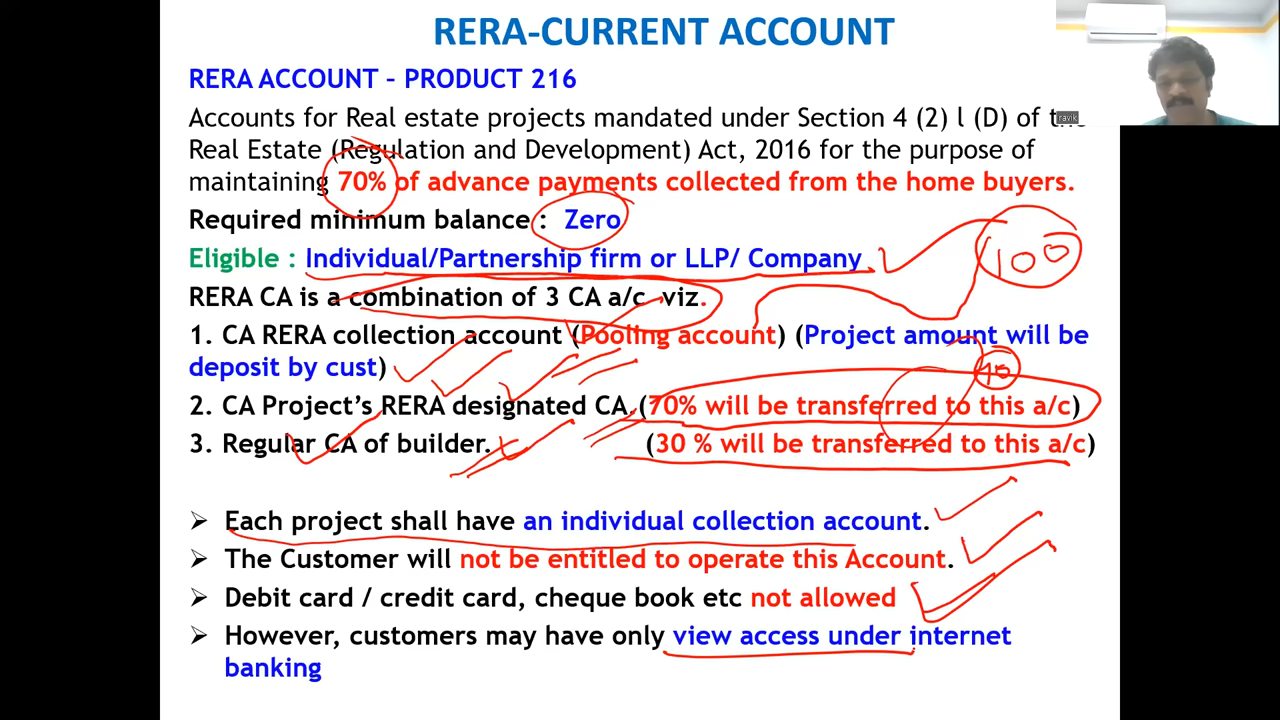 RERA-CURRENT ACCOUNT
RERA ACCOUNT – PRODUCT 216
Accounts for Real estate projects mandated under Section 4 (2) l (D) of the
Real Estate (Regulation and Development) Act, 2016 for the purpose of
maintaining 70% of advance payments collected from the home buyers.
Required minimum balance : Zero
Eligible : Individual/Partnership firm or LLP/ Company
100
RERA CA is a combination of 3 CA a/c viz.
1. CA RERA collection account (Pooling account) (Project amount will be
deposit by cust)
2. CA Project’s RERA designated CA.(70% will be transferred to this a/c)
3. Regular CA of builder. (30 % will be transferred to this a/c)
➢ Each project shall have an individual collection account.
➢ The Customer will not be entitled to operate this Account.
➢ Debit card / credit card, cheque book etc not allowed
➢ However, customers may have only view access under internet
banking
ravik